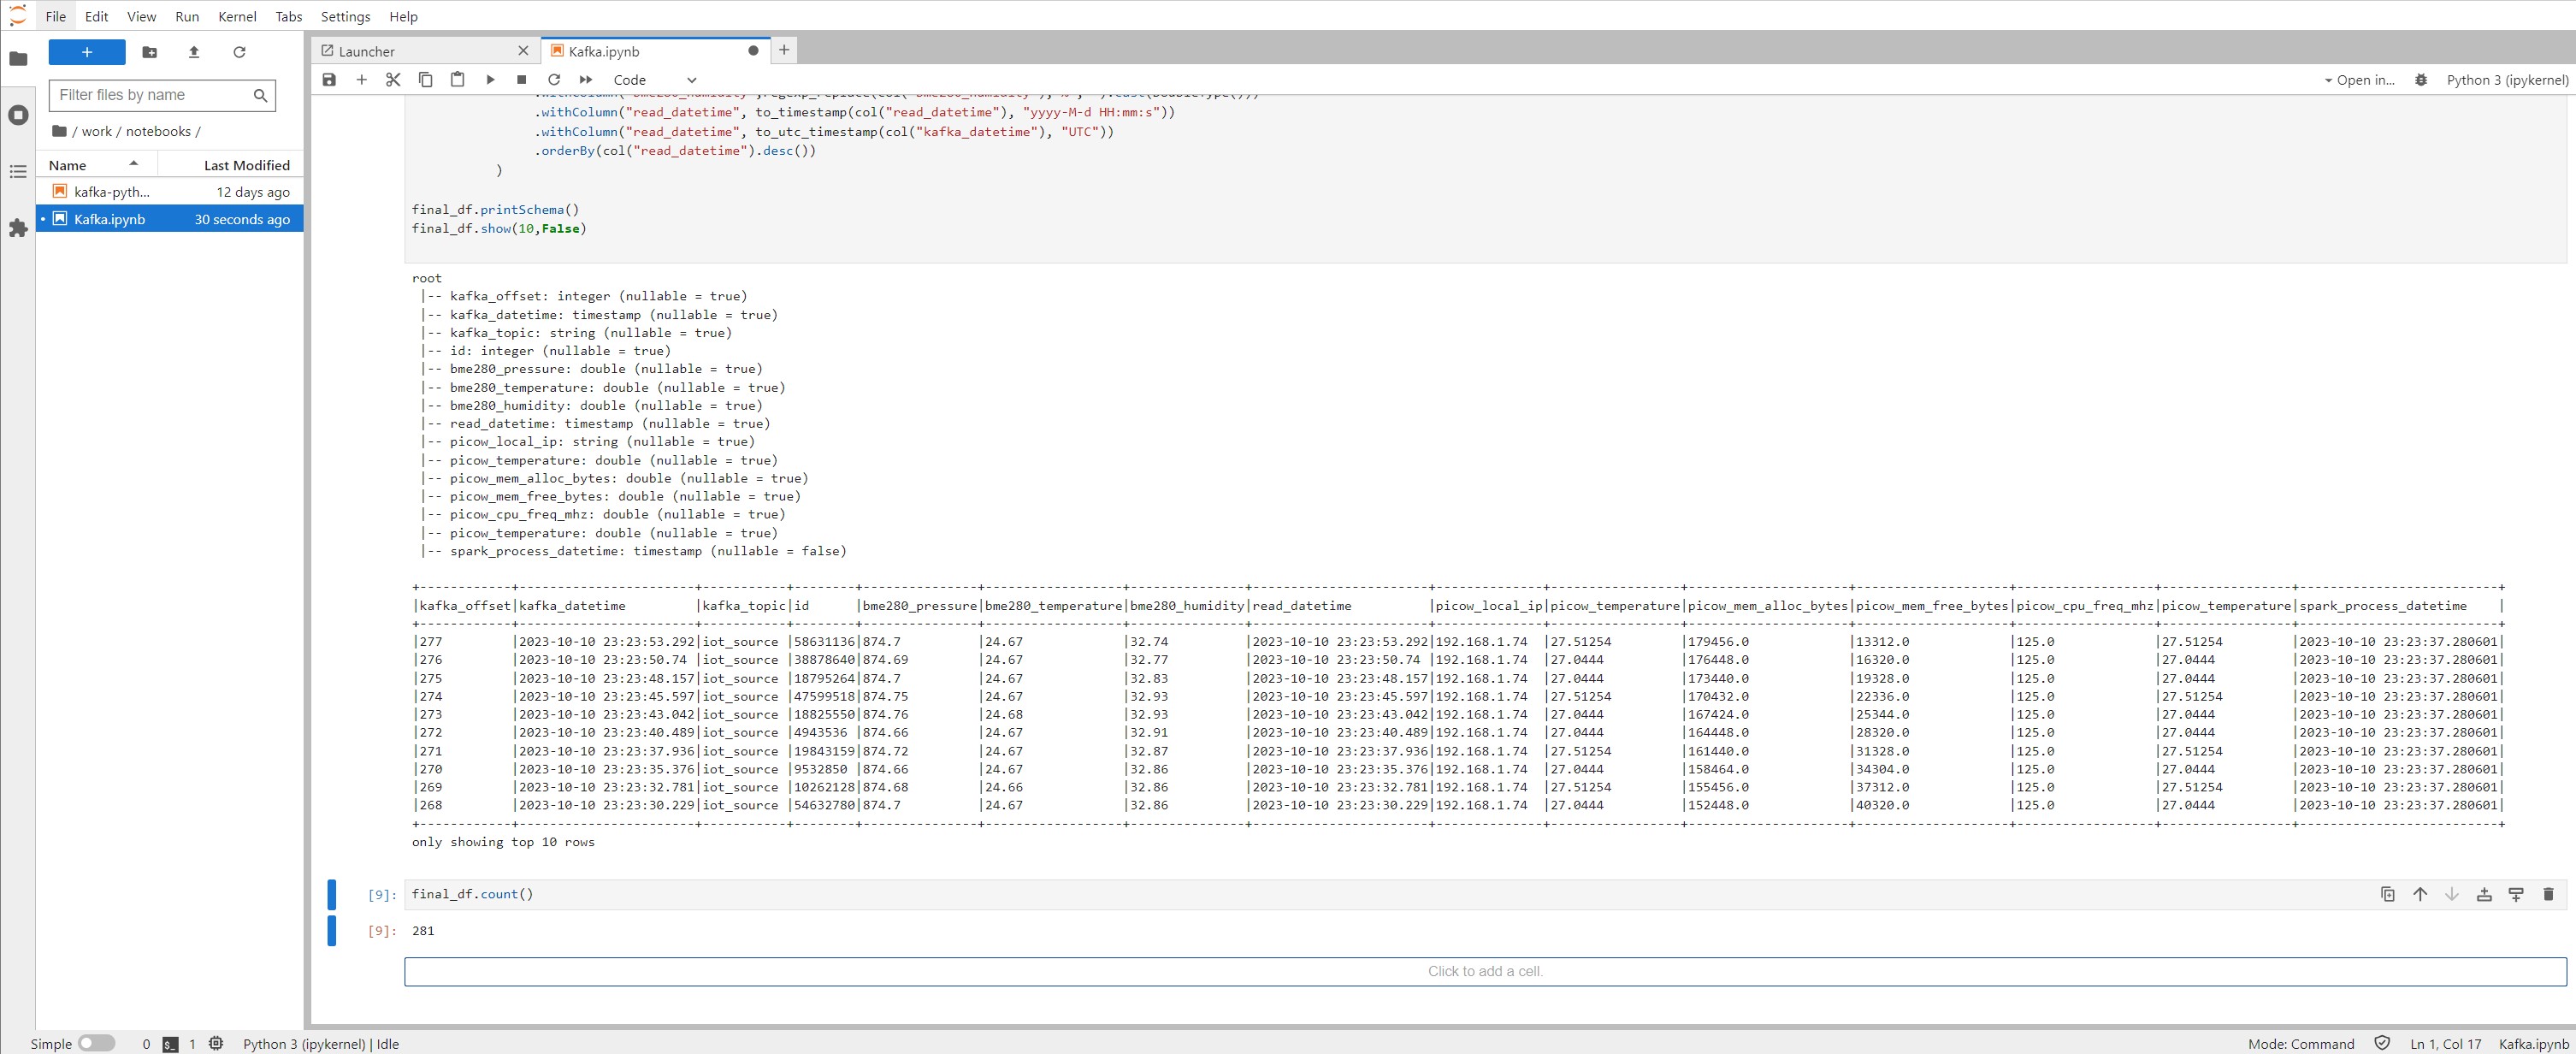 File Edit View Run Kernel Tabs Settings Help
Launcher
Kafka.ipynb
Code
Open in...
Python 3 (ipykernel)
Filter files by name
/ work / notebooks /
Name Last Modified
kafka-pyth... 12 days ago
Kafka.ipynb 30 seconds ago
.withColumn("read_datetime", to_timestamp(col("read_datetime"), "yyyy-M-d HH:mm:s"))
.withColumn("read_datetime", to_utc_timestamp(col("kafka_datetime"), "UTC"))
.orderBy(col("read_datetime").desc())
)
final_df.printSchema()
final_df.show(10,False)
root
|-- kafka_offset: integer (nullable = true)
|-- kafka_datetime: timestamp (nullable = true)
|-- kafka_topic: string (nullable = true)
|-- id: integer (nullable = true)
|-- bme280_pressure: double (nullable = true)
|-- bme280_temperature: double (nullable = true)
|-- bme280_humidity: double (nullable = true)
|-- read_datetime: timestamp (nullable = true)
|-- picow_local_ip: string (nullable = true)
|-- picow_temperature: double (nullable = true)
|-- picow_mem_alloc_bytes: double (nullable = true)
|-- picow_mem_free_bytes: double (nullable = true)
|-- picow_cpu_freq_mhz: double (nullable = true)
|-- picow_temperature: double (nullable = true)
|-- spark_process_datetime: timestamp (nullable = false)
|kafka_offset|kafka_datetime |kafka_topic|id |bme280_pressure|bme280_temperature|bme280_humidity|read_datetime |picow_local_ip|picow_temperature|picow_mem_alloc_bytes|picow_mem_free_bytes|picow_cpu_freq_mhz|picow_temperature|spark_process_datetime |
|277 |2023-10-10 23:23:53.292|iot_source |58631136|874.7 |24.67 |32.74 |2023-10-10 23:23:53.292|192.168.1.74 |27.51254 |179456.0 |13312.0 |125.0 |27.51254 |2023-10-10 23:23:37.280601|
|276 |2023-10-10 23:23:50.74 |iot_source |38878640|874.69 |24.67 |32.77 |2023-10-10 23:23:50.74 |192.168.1.74 |27.0444 |176448.0 |16320.0 |125.0 |27.0444 |2023-10-10 23:23:37.280601|
|275 |2023-10-10 23:23:48.157|iot_source |18795264|874.7 |24.67 |32.83 |2023-10-10 23:23:48.157|192.168.1.74 |27.0444 |173440.0 |19328.0 |125.0 |27.0444 |2023-10-10 23:23:37.280601|
|274 |2023-10-10 23:23:45.597|iot_source |47599518|874.75 |24.67 |32.93 |2023-10-10 23:23:45.597|192.168.1.74 |27.51254 |170432.0 |22336.0 |125.0 |27.51254 |2023-10-10 23:23:37.280601|
|273 |2023-10-10 23:23:43.042|iot_source |18825550|874.76 |24.68 |32.93 |2023-10-10 23:23:43.042|192.168.1.74 |27.0444 |167424.0 |25344.0 |125.0 |27.0444 |2023-10-10 23:23:37.280601|
|272 |2023-10-10 23:23:40.489|iot_source |4943536 |874.66 |24.67 |32.91 |2023-10-10 23:23:40.489|192.168.1.74 |27.0444 |164448.0 |28320.0 |125.0 |27.0444 |2023-10-10 23:23:37.280601|
|271 |2023-10-10 23:23:37.936|iot_source |19843159|874.72 |24.67 |32.87 |2023-10-10 23:23:37.936|192.168.1.74 |27.51254 |161440.0 |31328.0 |125.0 |27.51254 |2023-10-10 23:23:37.280601|
|270 |2023-10-10 23:23:35.376|iot_source |9532850 |874.66 |24.67 |32.86 |2023-10-10 23:23:35.376|192.168.1.74 |27.0444 |158464.0 |34304.0 |125.0 |27.0444 |2023-10-10 23:23:37.280601|
|269 |2023-10-10 23:23:32.781|iot_source |10262128|874.68 |24.66 |32.86 |2023-10-10 23:23:32.781|192.168.1.74 |27.51254 |155456.0 |37312.0 |125.0 |27.51254 |2023-10-10 23:23:37.280601|
|268 |2023-10-10 23:23:30.229|iot_source |54632780|874.7 |24.67 |32.86 |2023-10-10 23:23:30.229|192.168.1.74 |27.0444 |152448.0 |40320.0 |125.0 |27.0444 |2023-10-10 23:23:37.280601|
only showing top 10 rows
[9]: final_df.count()
[9]: 281
Click to add a cell.
Simple 0 $_ 1 Python 3 (ipykernel) | Idle
Mode: Command Ln 1, Col 17 Kafka.ipynb